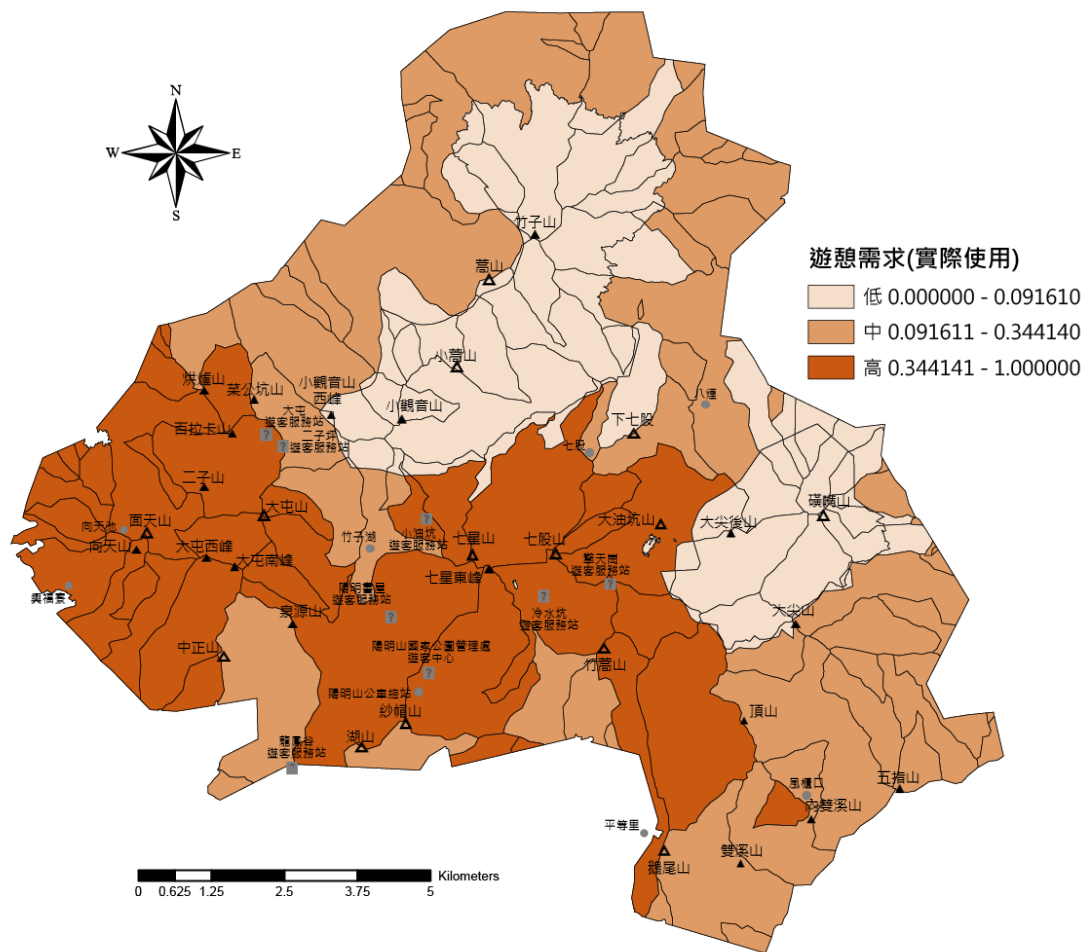 N
W
E
S
竹子山
嵩山
遊憩需求(實際使用)
低 0.000000 - 0.091610
中 0.091611 - 0.344140
高 0.344141 - 1.000000
小蒿山
烘爐山
菜公坑山
小觀音山
西峰
小觀音山
大屯
遊客服務站
二子坪
遊客服務站
百拉卡山
八煙
下七股
七股
二子山
大屯山
向天池
面天山
向天山
大屯西峰
大屯南峰
竹子湖
小油坑
遊客服務站
七星山
七星東峰
七股山
大油坑山
擎天崗
遊客服務站
大尖後山
磺嘴山
興福寮
陽明書屋
遊客服務站
冷水坑
遊客服務站
泉源山
大尖山
中正山
陽明山國家公園管理處
遊客中心
竹蒿山
陽明山公車總站
紗帽山
湖山
龍鳳谷
遊客服務站
頂山
五指山
風櫃口
內雙溪山
平等里
鵝尾山
雙溪山
Kilometers
0 0.625 1.25 2.5 3.75 5